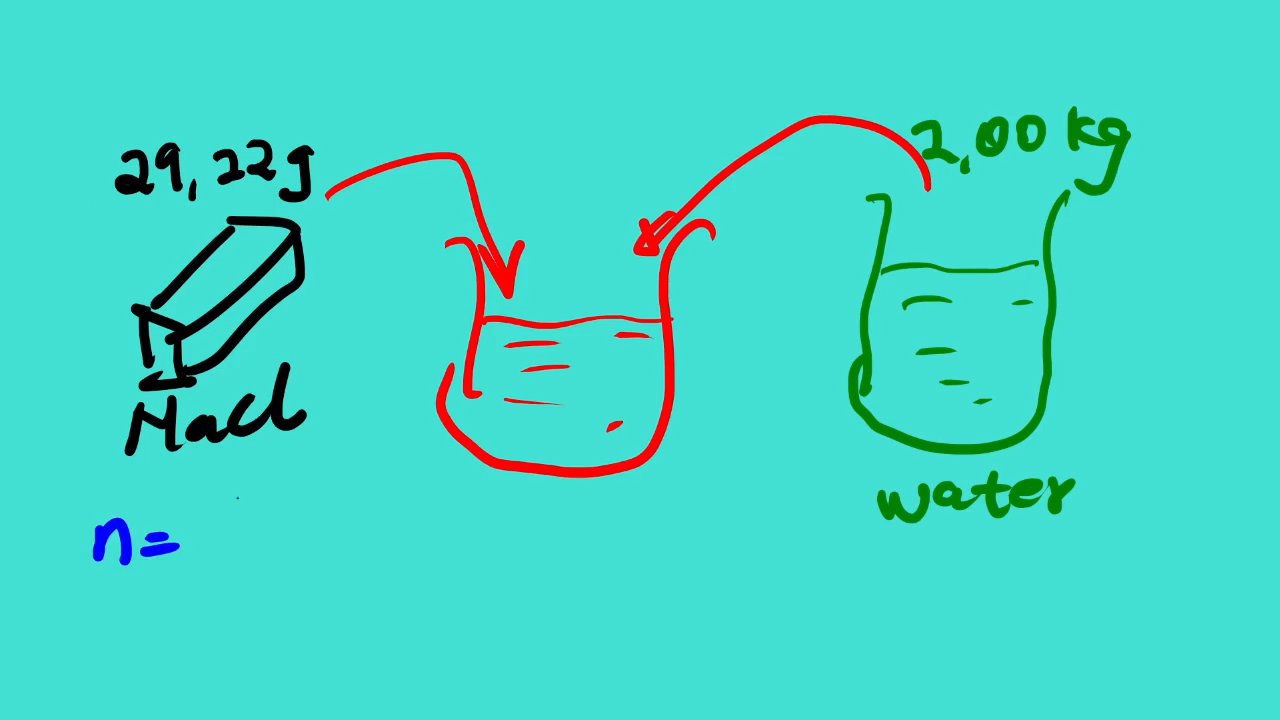 29,22g
2,00 kg
NaCl
water
n=